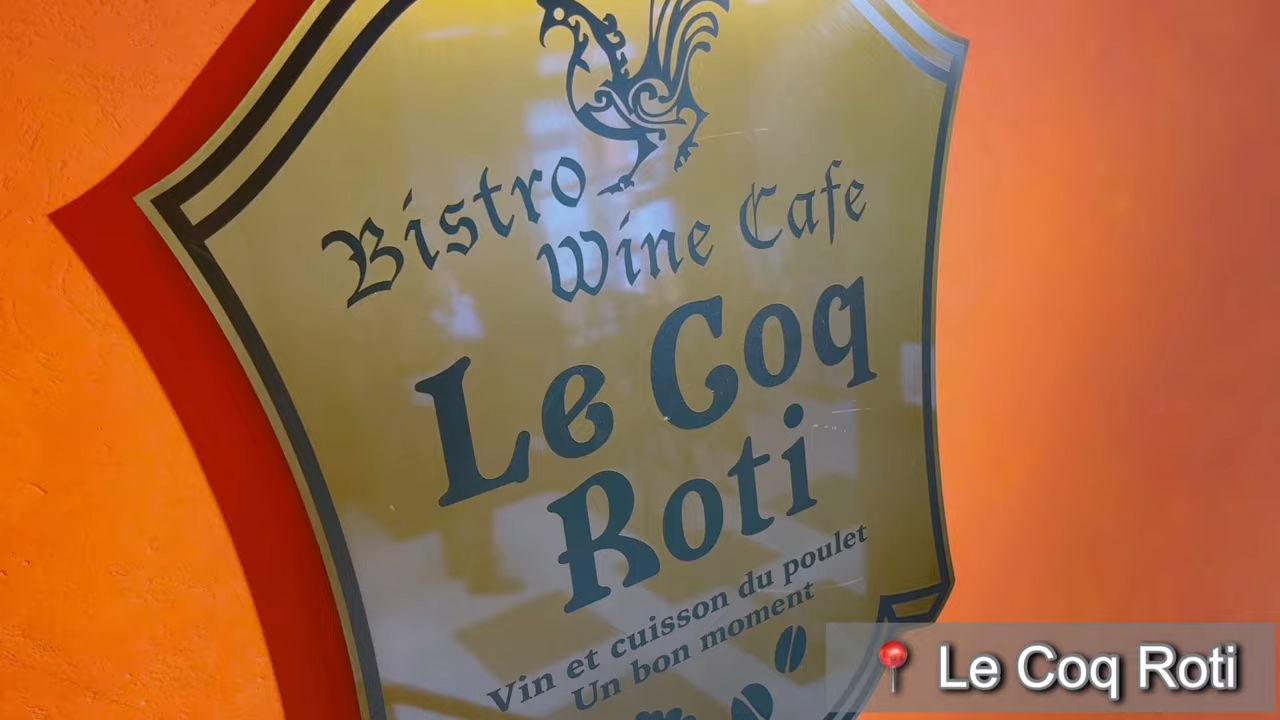 Bistro
Wine Cafe
Le Coq
Roti
Vin et cuisson du poulet
Un bon moment
Le Coq Roti